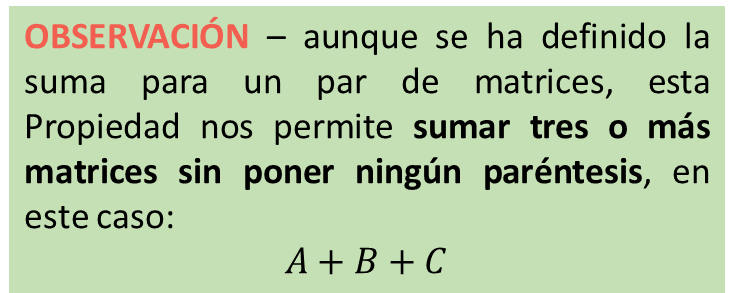 OBSERVACIÓN – aunque se ha definido la
suma para un par de matrices, esta
Propiedad nos permite sumar tres o más
matrices sin poner ningún paréntesis, en
este caso:
A + B + C